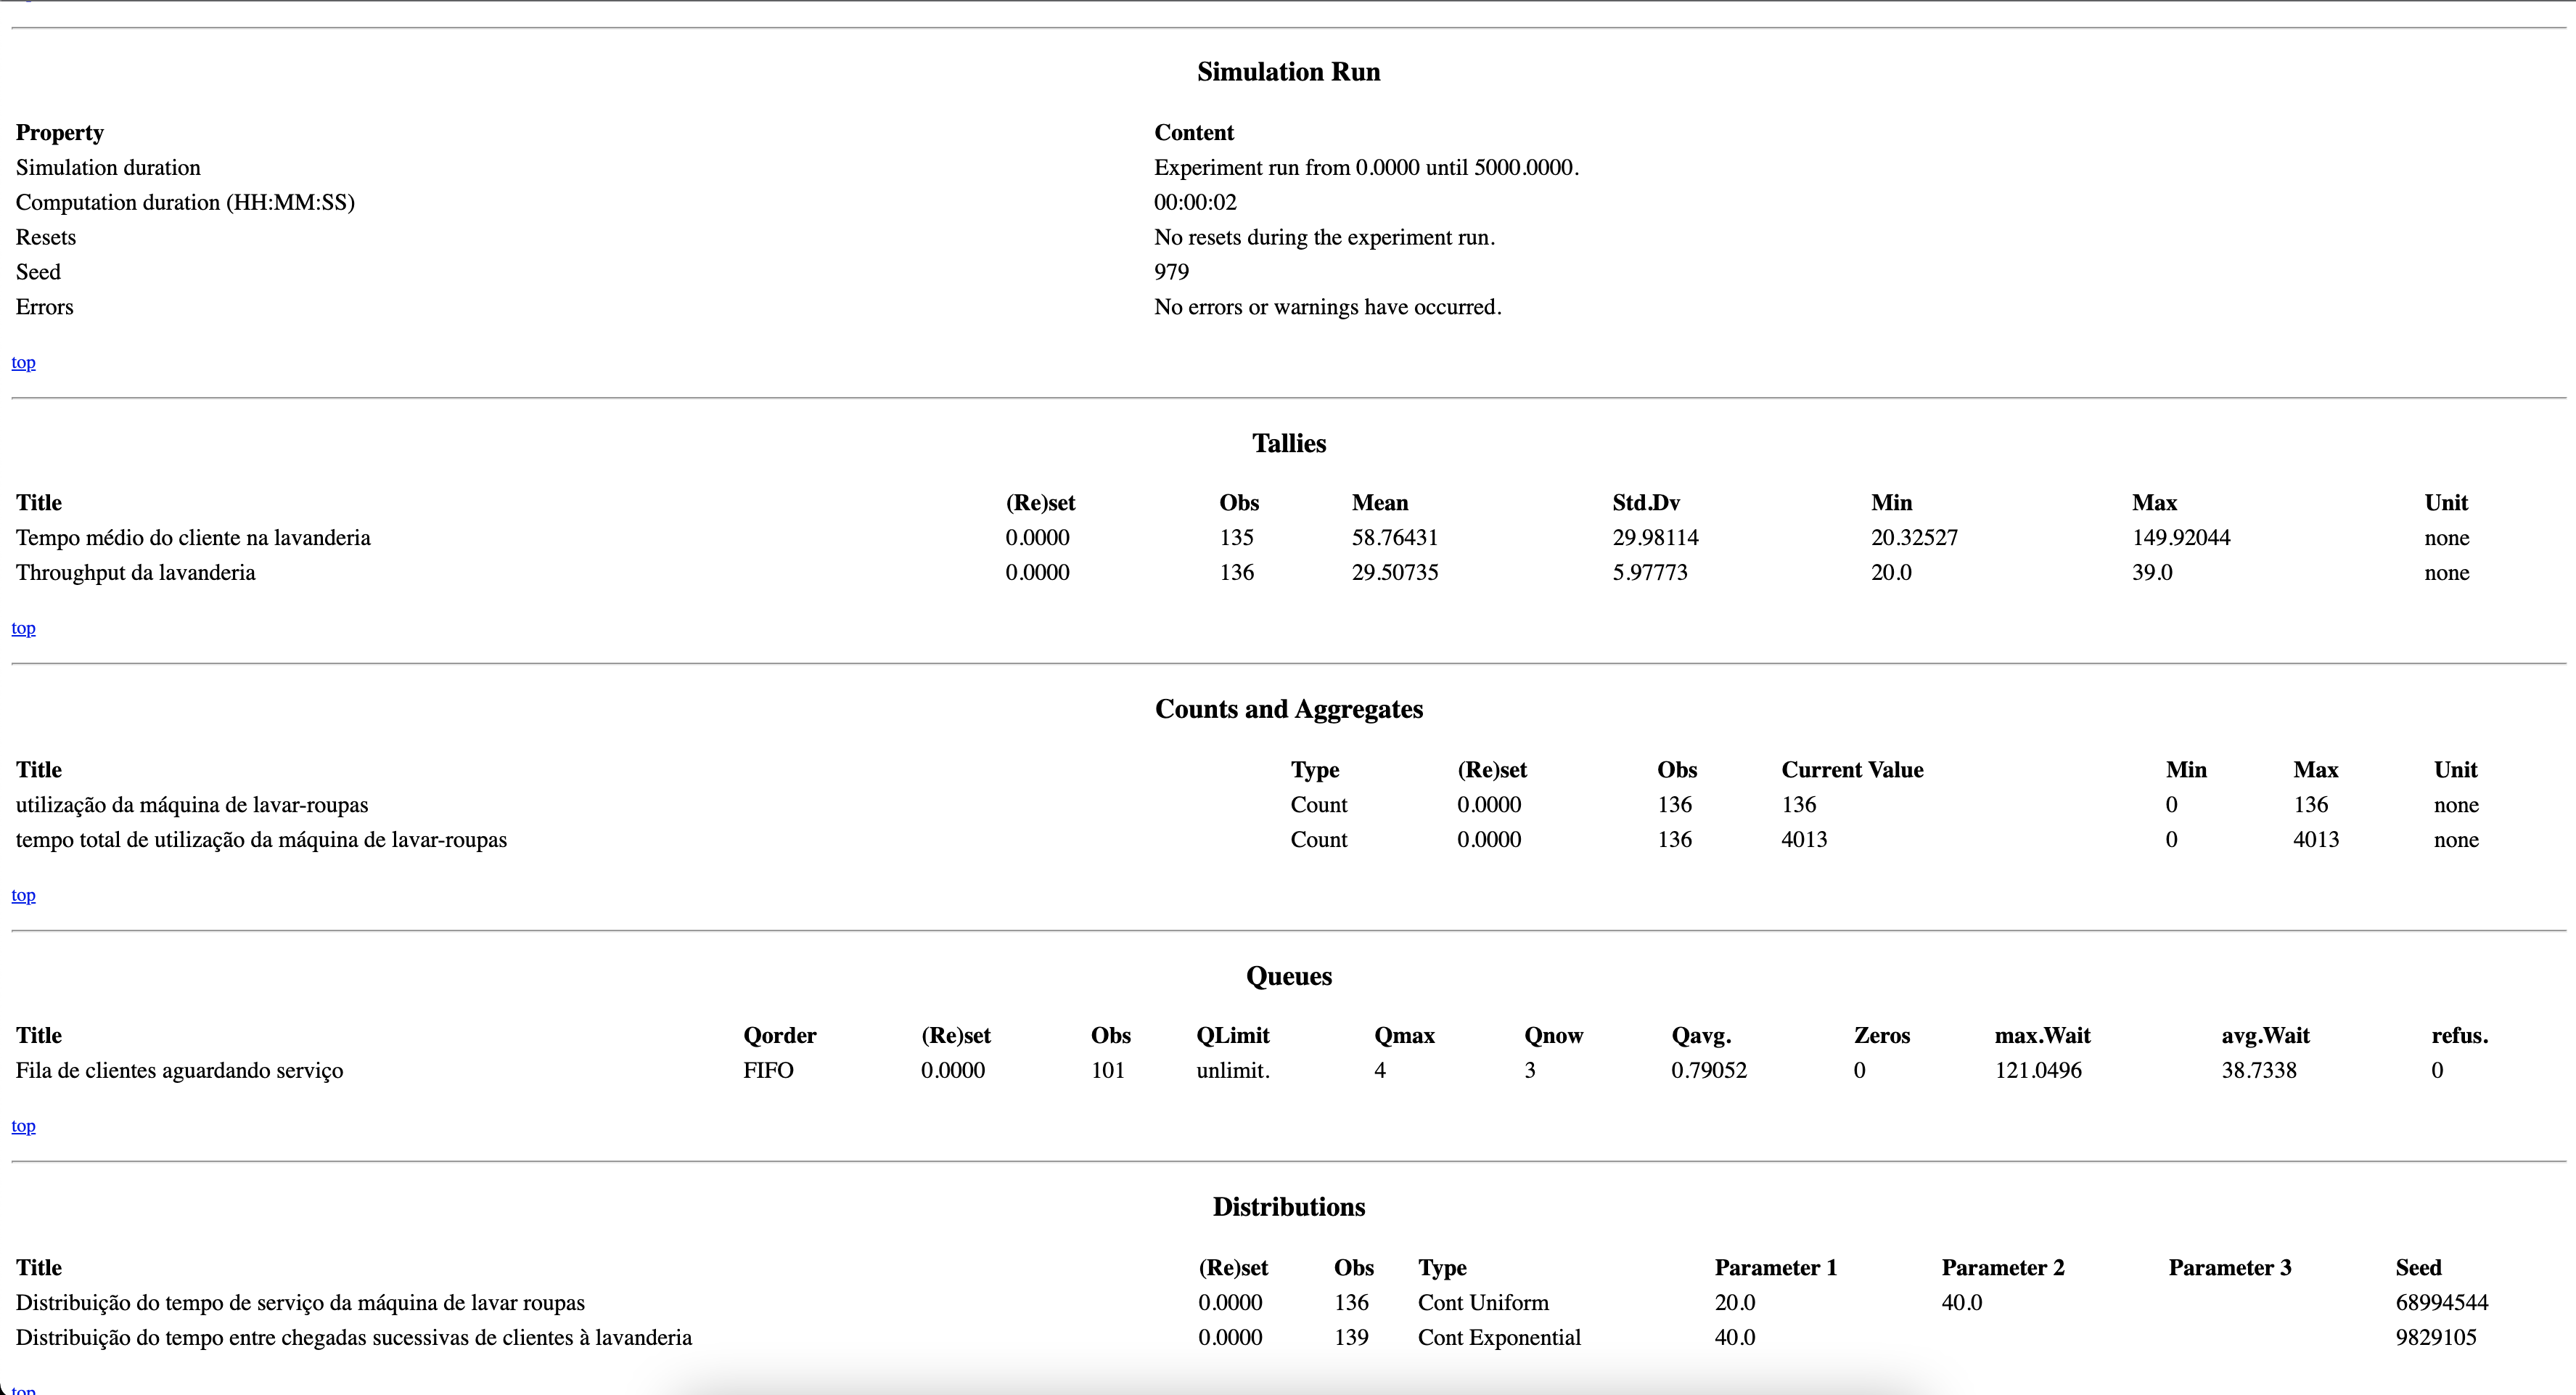 Simulation Run
Property Content
Simulation duration Experiment run from 0.0000 until 5000.0000.
Computation duration (HH:MM:SS) 00:00:02
Resets No resets during the experiment run.
Seed 979
Errors No errors or warnings have occurred.
top
Tallies
Title (Re)set Obs Mean Std.Dv Min Max Unit
Tempo médio do cliente na lavanderia 0.0000 135 58.76431 29.98114 20.32527 149.92044 none
Throughput da lavanderia 0.0000 136 29.50735 5.97773 20.0 39.0 none
top
Counts and Aggregates
Title Type (Re)set Obs Current Value Min Max Unit
utilização da máquina de lavar-roupas Count 0.0000 136 136 0 136 none
tempo total de utilização da máquina de lavar-roupas Count 0.0000 136 4013 0 4013 none
top
Queues
Title Qorder (Re)set Obs QLimit Qmax Qnow Qavg. Zeros max.Wait avg.Wait refus.
Fila de clientes aguardando serviço FIFO 0.0000 101 unlimit. 4 3 0.79052 0 121.0496 38.7338 0
top
Distributions
Title (Re)set Obs Type Parameter 1 Parameter 2 Parameter 3 Seed
Distribuição do tempo de serviço da máquina de lavar roupas 0.0000 136 Cont Uniform 20.0 40.0 68994544
Distribuição do tempo entre chegadas sucessivas de clientes à lavanderia 0.0000 139 Cont Exponential 40.0 9829105
top